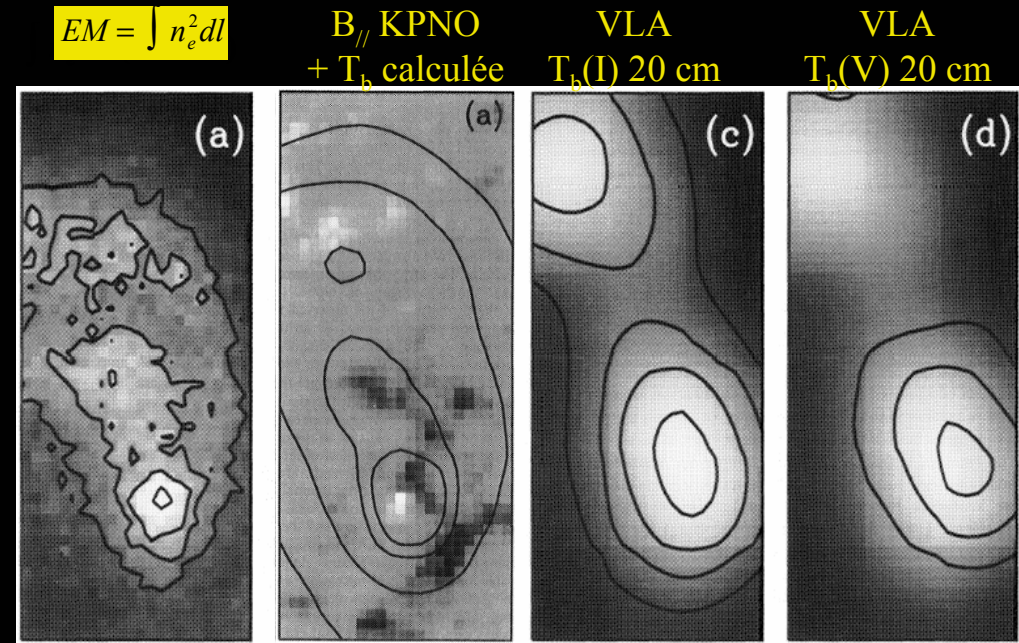 EM = ∫ n_e^2 dl
B_// KPNO
+ T_b calculée
VLA
T_b(I) 20 cm
VLA
T_b(V) 20 cm
(a)
(a)
(c)
(d)